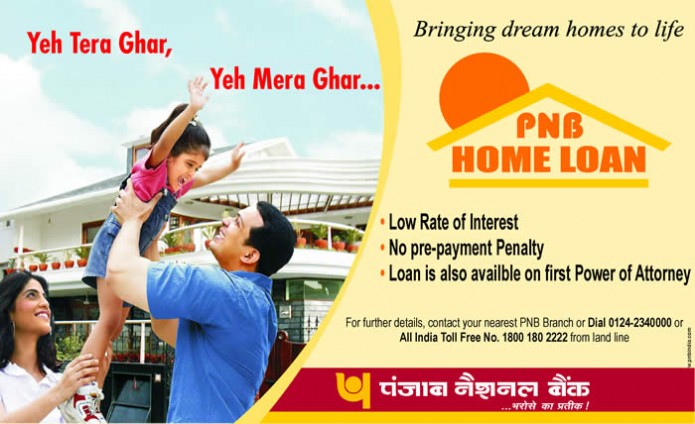 Yeh Tera Ghar,
Yeh Mera Ghar...
Bringing dream homes to life
PNB
HOME LOAN
• Low Rate of Interest
• No pre-payment Penalty
• Loan is also availble on first Power of Attorney
For further details, contact your nearest PNB Branch or Dial 0124-2340000 or
All India Toll Free No. 1800 180 2222 from land line
पंजाब नैशनल बैंक
...भरोसे का प्रतीक !